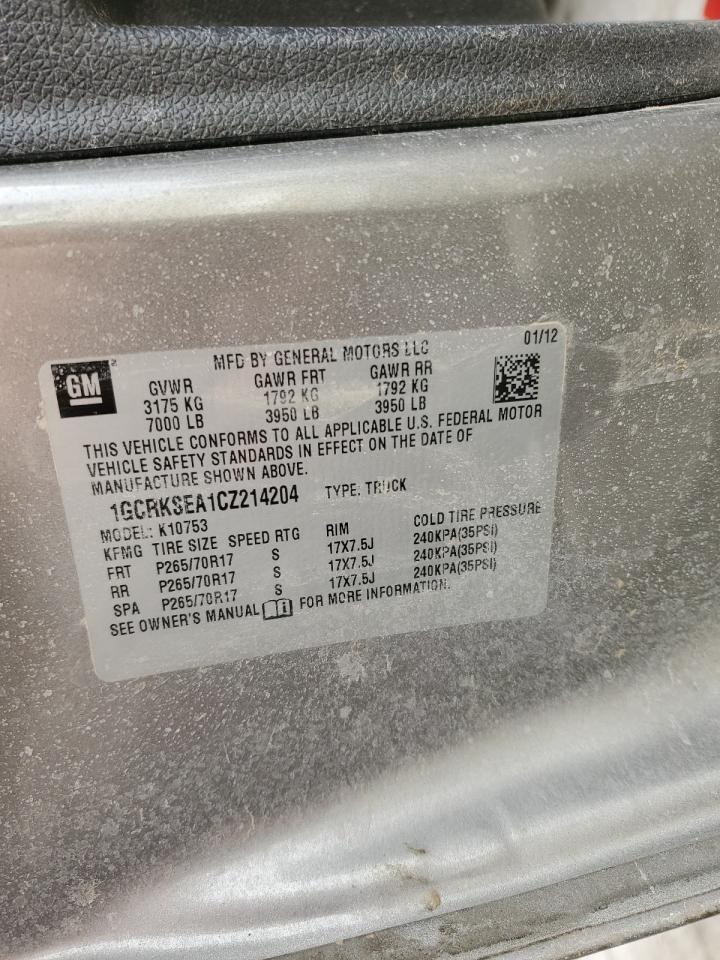 GM
MFD BY GENERAL MOTORS LLC 01/12
GVWR GAWR FRT GAWR RR
3175 KG 1792 KG 1792 KG
7000 LB 3950 LB 3950 LB
THIS VEHICLE CONFORMS TO ALL APPLICABLE U.S. FEDERAL MOTOR
VEHICLE SAFETY STANDARDS IN EFFECT ON THE DATE OF
MANUFACTURE SHOWN ABOVE.
1GCRKSEA1CZ214204 TYPE: TRUCK
MODEL: K10753
KFMG TIRE SIZE SPEED RTG RIM COLD TIRE PRESSURE
FRT P265/70R17 S 17X7.5J 240KPA(35PSI)
RR P265/70R17 S 17X7.5J 240KPA(35PSI)
SPA P265/70R17 S 17X7.5J 240KPA(35PSI)
SEE OWNER'S MANUAL FOR MORE INFORMATION.